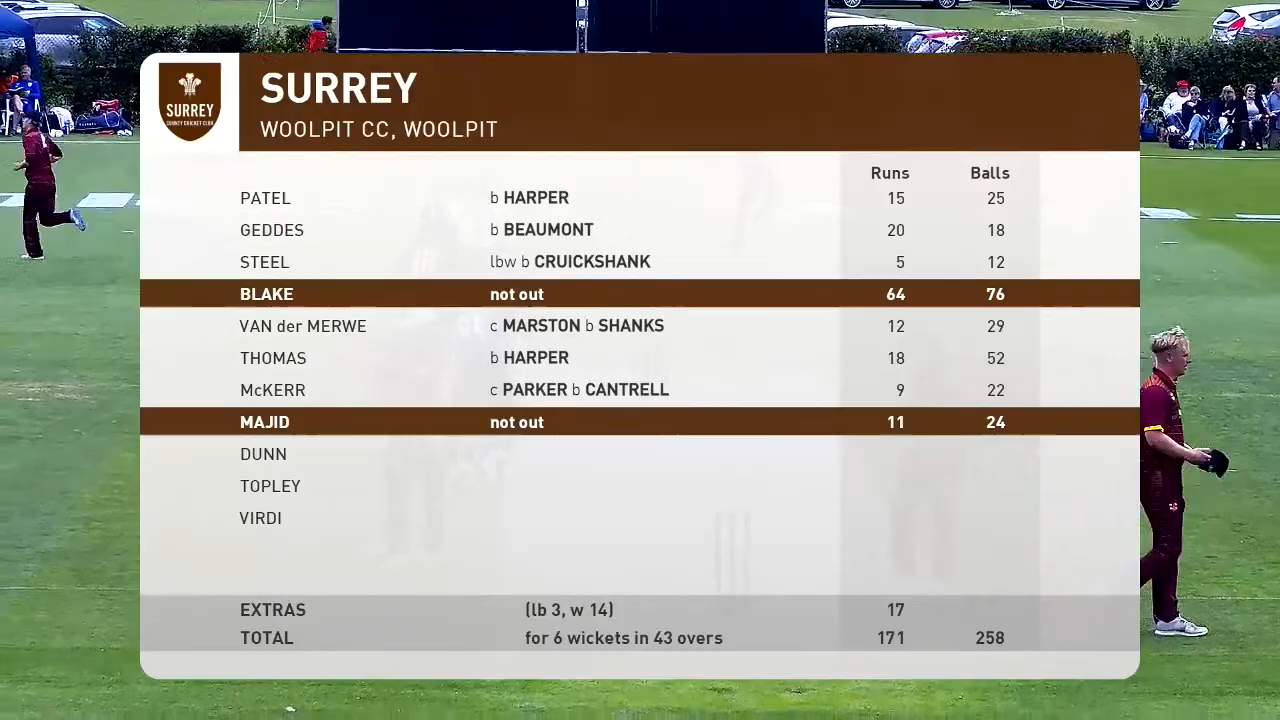 SURREY
COUNTY CRICKET CLUB
SURREY
WOOLPIT CC, WOOLPIT
Runs Balls
PATEL b HARPER 15 25
GEDDES b BEAUMONT 20 18
STEEL lbw b CRUICKSHANK 5 12
BLAKE not out 64 76
VAN der MERWE c MARSTON b SHANKS 12 29
THOMAS b HARPER 18 52
McKERR c PARKER b CANTRELL 9 22
MAJID not out 11 24
DUNN
TOPLEY
VIRDI
EXTRAS (lb 3, w 14) 17
TOTAL for 6 wickets in 43 overs 171 258